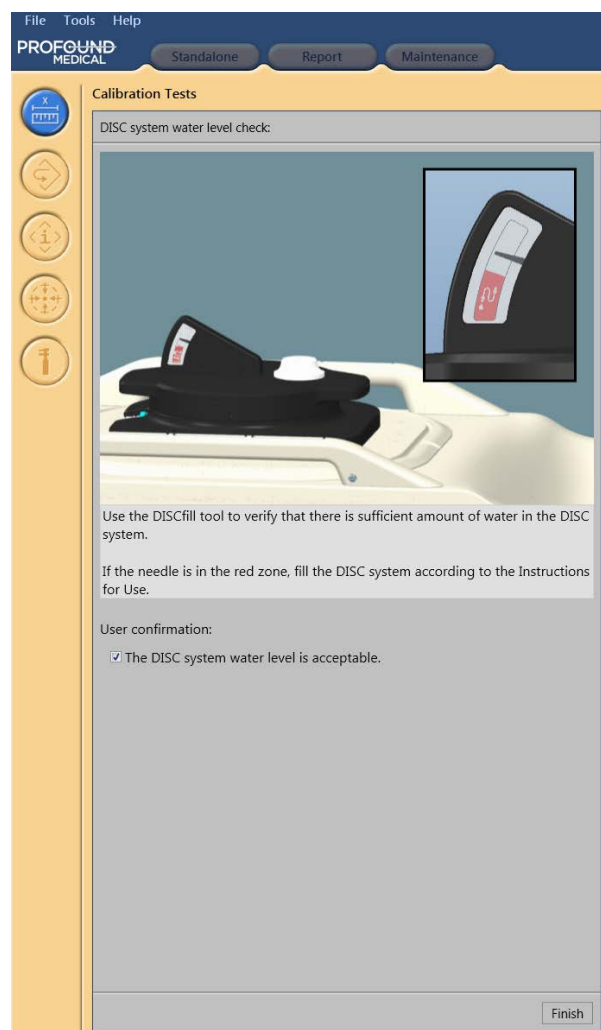 File Tools Help
PROFOUND
MEDICAL
Standalone Report Maintenance
Calibration Tests
DISC system water level check:
Use the DISCfill tool to verify that there is sufficient amount of water in the DISC
system.
If the needle is in the red zone, fill the DISC system according to the Instructions
for Use.
User confirmation:
The DISC system water level is acceptable.
Finish